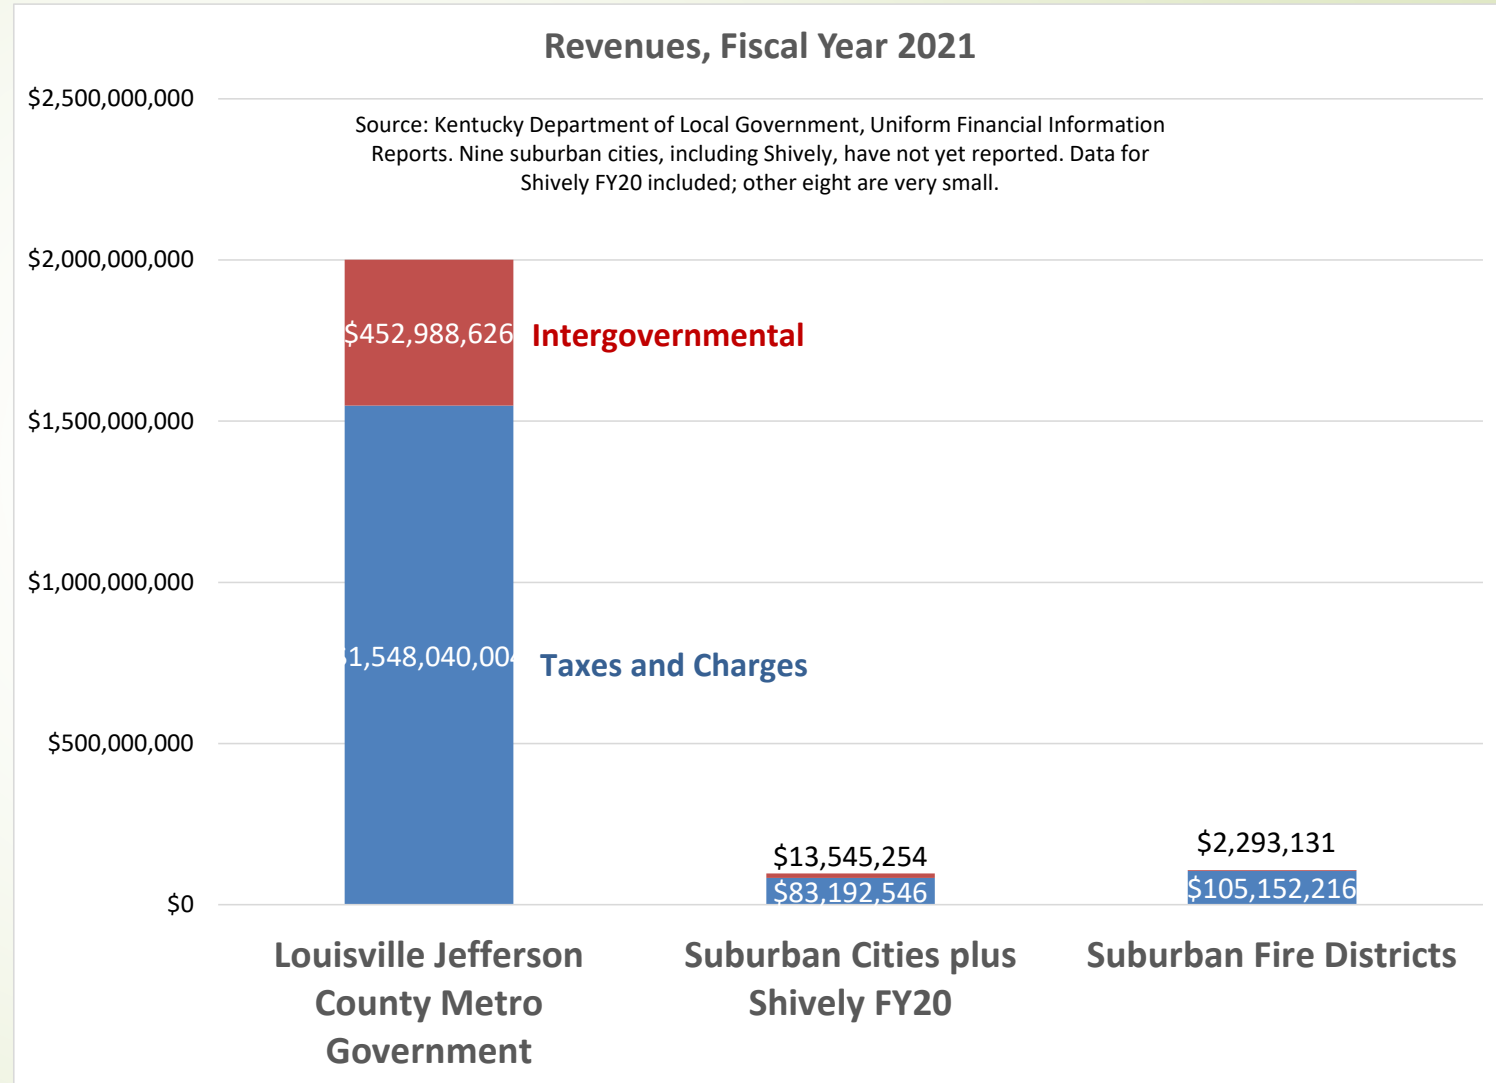 Revenues, Fiscal Year 2021
$2,500,000,000
Source: Kentucky Department of Local Government, Uniform Financial Information
Reports. Nine suburban cities, including Shively, have not yet reported. Data for
Shively FY20 included; other eight are very small.
$2,000,000,000
$452,988,626 Intergovernmental
$1,500,000,000
$1,000,000,000
$1,548,040,004 Taxes and Charges
$500,000,000
$13,545,254
$2,293,131
$83,192,546
$105,152,216
$0
Louisville Jefferson
County Metro
Government
Suburban Cities plus
Shively FY20
Suburban Fire Districts